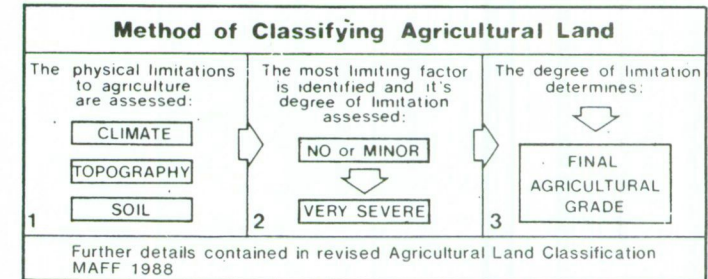 Method of Classifying Agricultural Land
The physical limitations
to agriculture
are assessed:
CLIMATE
TOPOGRAPHY
SOIL
1
The most limiting factor
is identified and it's
degree of limitation
assessed:
NO or MINOR
VERY SEVERE
2
The degree of limitation
determines:
FINAL
AGRICULTURAL
GRADE
3
Further details contained in revised Agricultural Land Classification
MAFF 1988